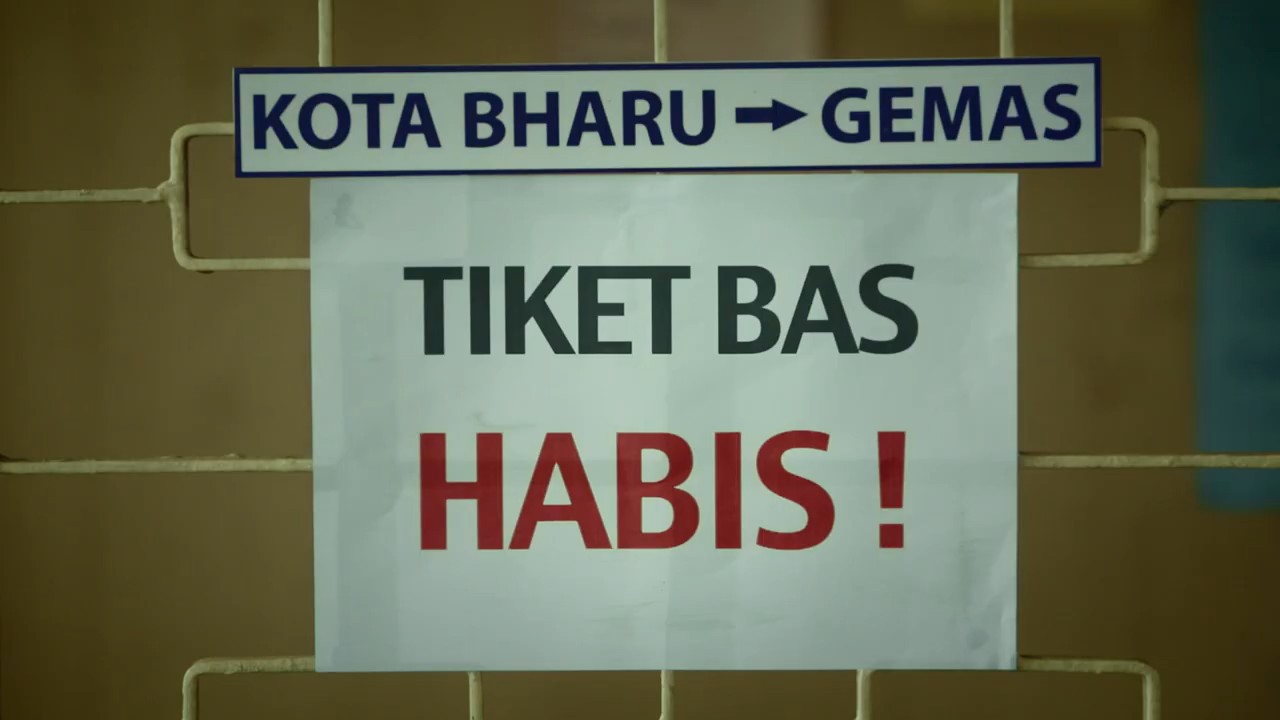 KOTA BHARU → GEMAS
TIKET BAS
HABIS !